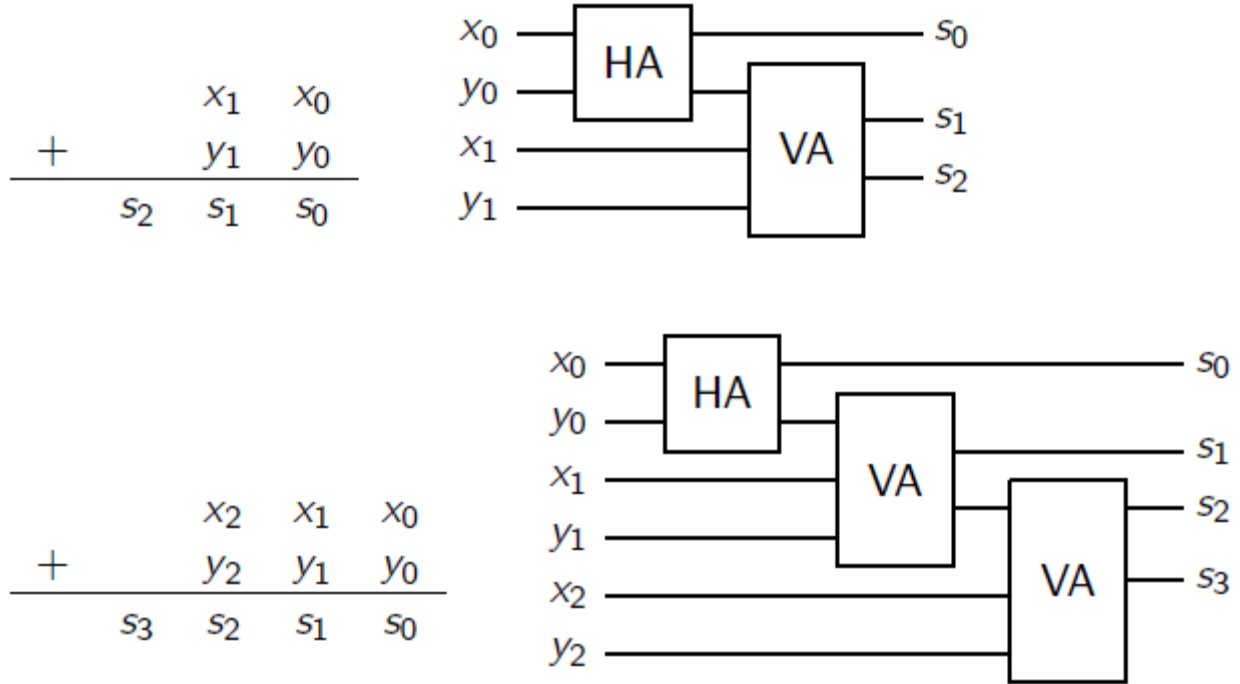 x₁ x₀
+ y₁ y₀
s₂ s₁ s₀
x₀ HA s₀
y₀
x₁ VA s₁
y₁ s₂
x₂ x₁ x₀
+ y₂ y₁ y₀
s₃ s₂ s₁ s₀
x₀ HA s₀
y₀
x₁ VA s₁
y₁ s₂
x₂ VA s₃
y₂